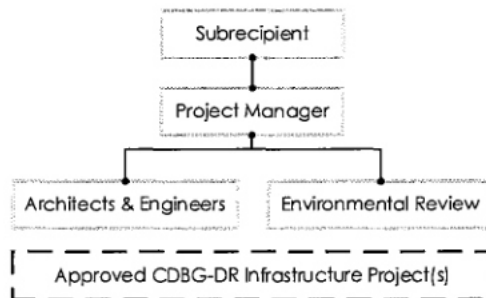 Subrecipient
Project Manager
Architects & Engineers
Environmental Review
Approved CDBG-DR Infrastructure Project(s)